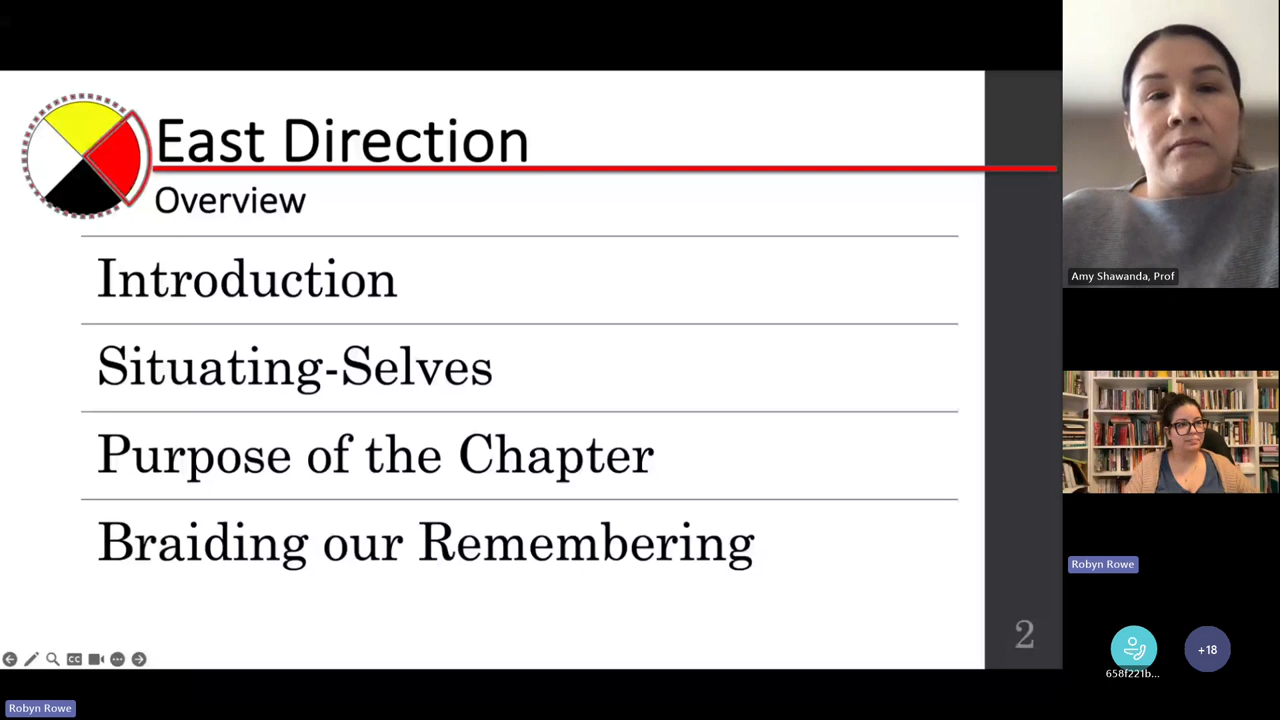 East Direction
Overview
Introduction
Situating-Selves
Purpose of the Chapter
Braiding our Remembering
2
CC
Robyn Rowe
Amy Shawanda, Prof
Robyn Rowe
658f221b...
+18